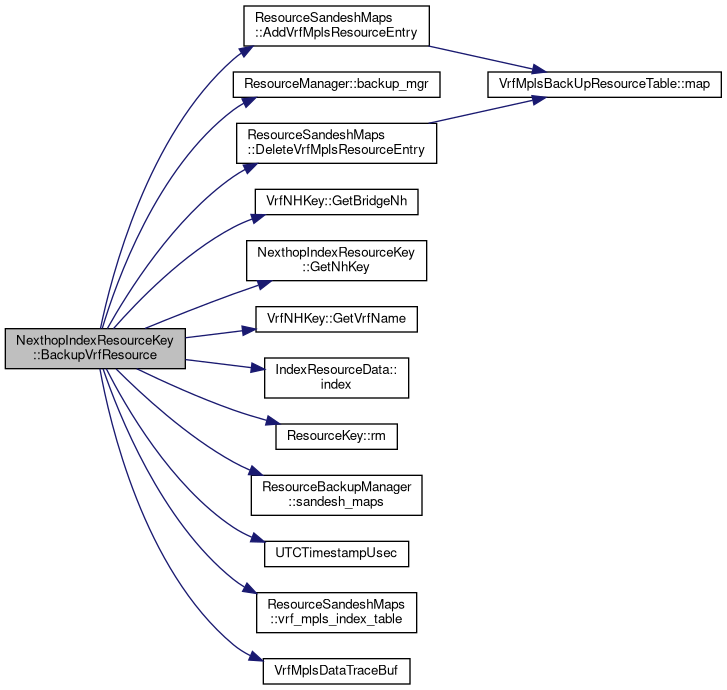 ResourceSandeshMaps
::AddVrfMplsResourceEntry
ResourceManager::backup_mgr
VrfMplsBackUpResourceTable::map
ResourceSandeshMaps
::DeleteVrfMplsResourceEntry
VrfNHKey::GetBridgeNh
NexthopIndexResourceKey
::GetNhKey
VrfNHKey::GetVrfName
NexthopIndexResourceKey
::BackupVrfResource
IndexResourceData::
index
ResourceKey::rm
ResourceBackupManager
::sandesh_maps
UTCTimestampUsec
ResourceSandeshMaps
::vrf_mpls_index_table
VrfMplsDataTraceBuf